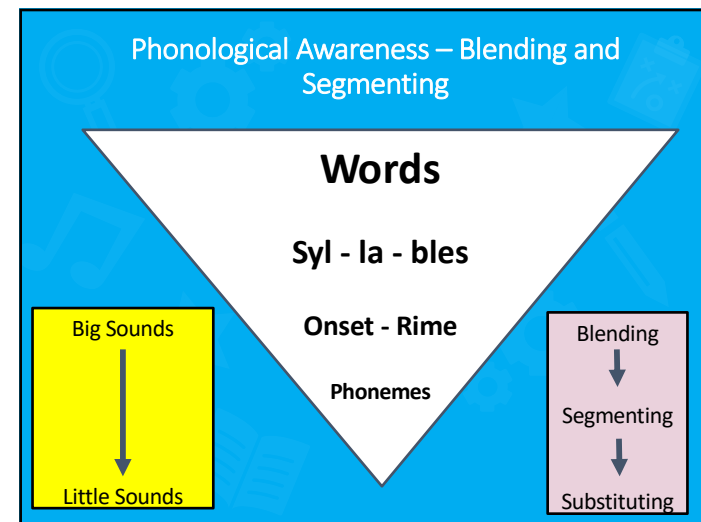 Phonological Awareness – Blending and
Segmenting
Words
Syl - la - bles
Onset - Rime
Phonemes
Big Sounds
Little Sounds
Blending
Segmenting
Substituting